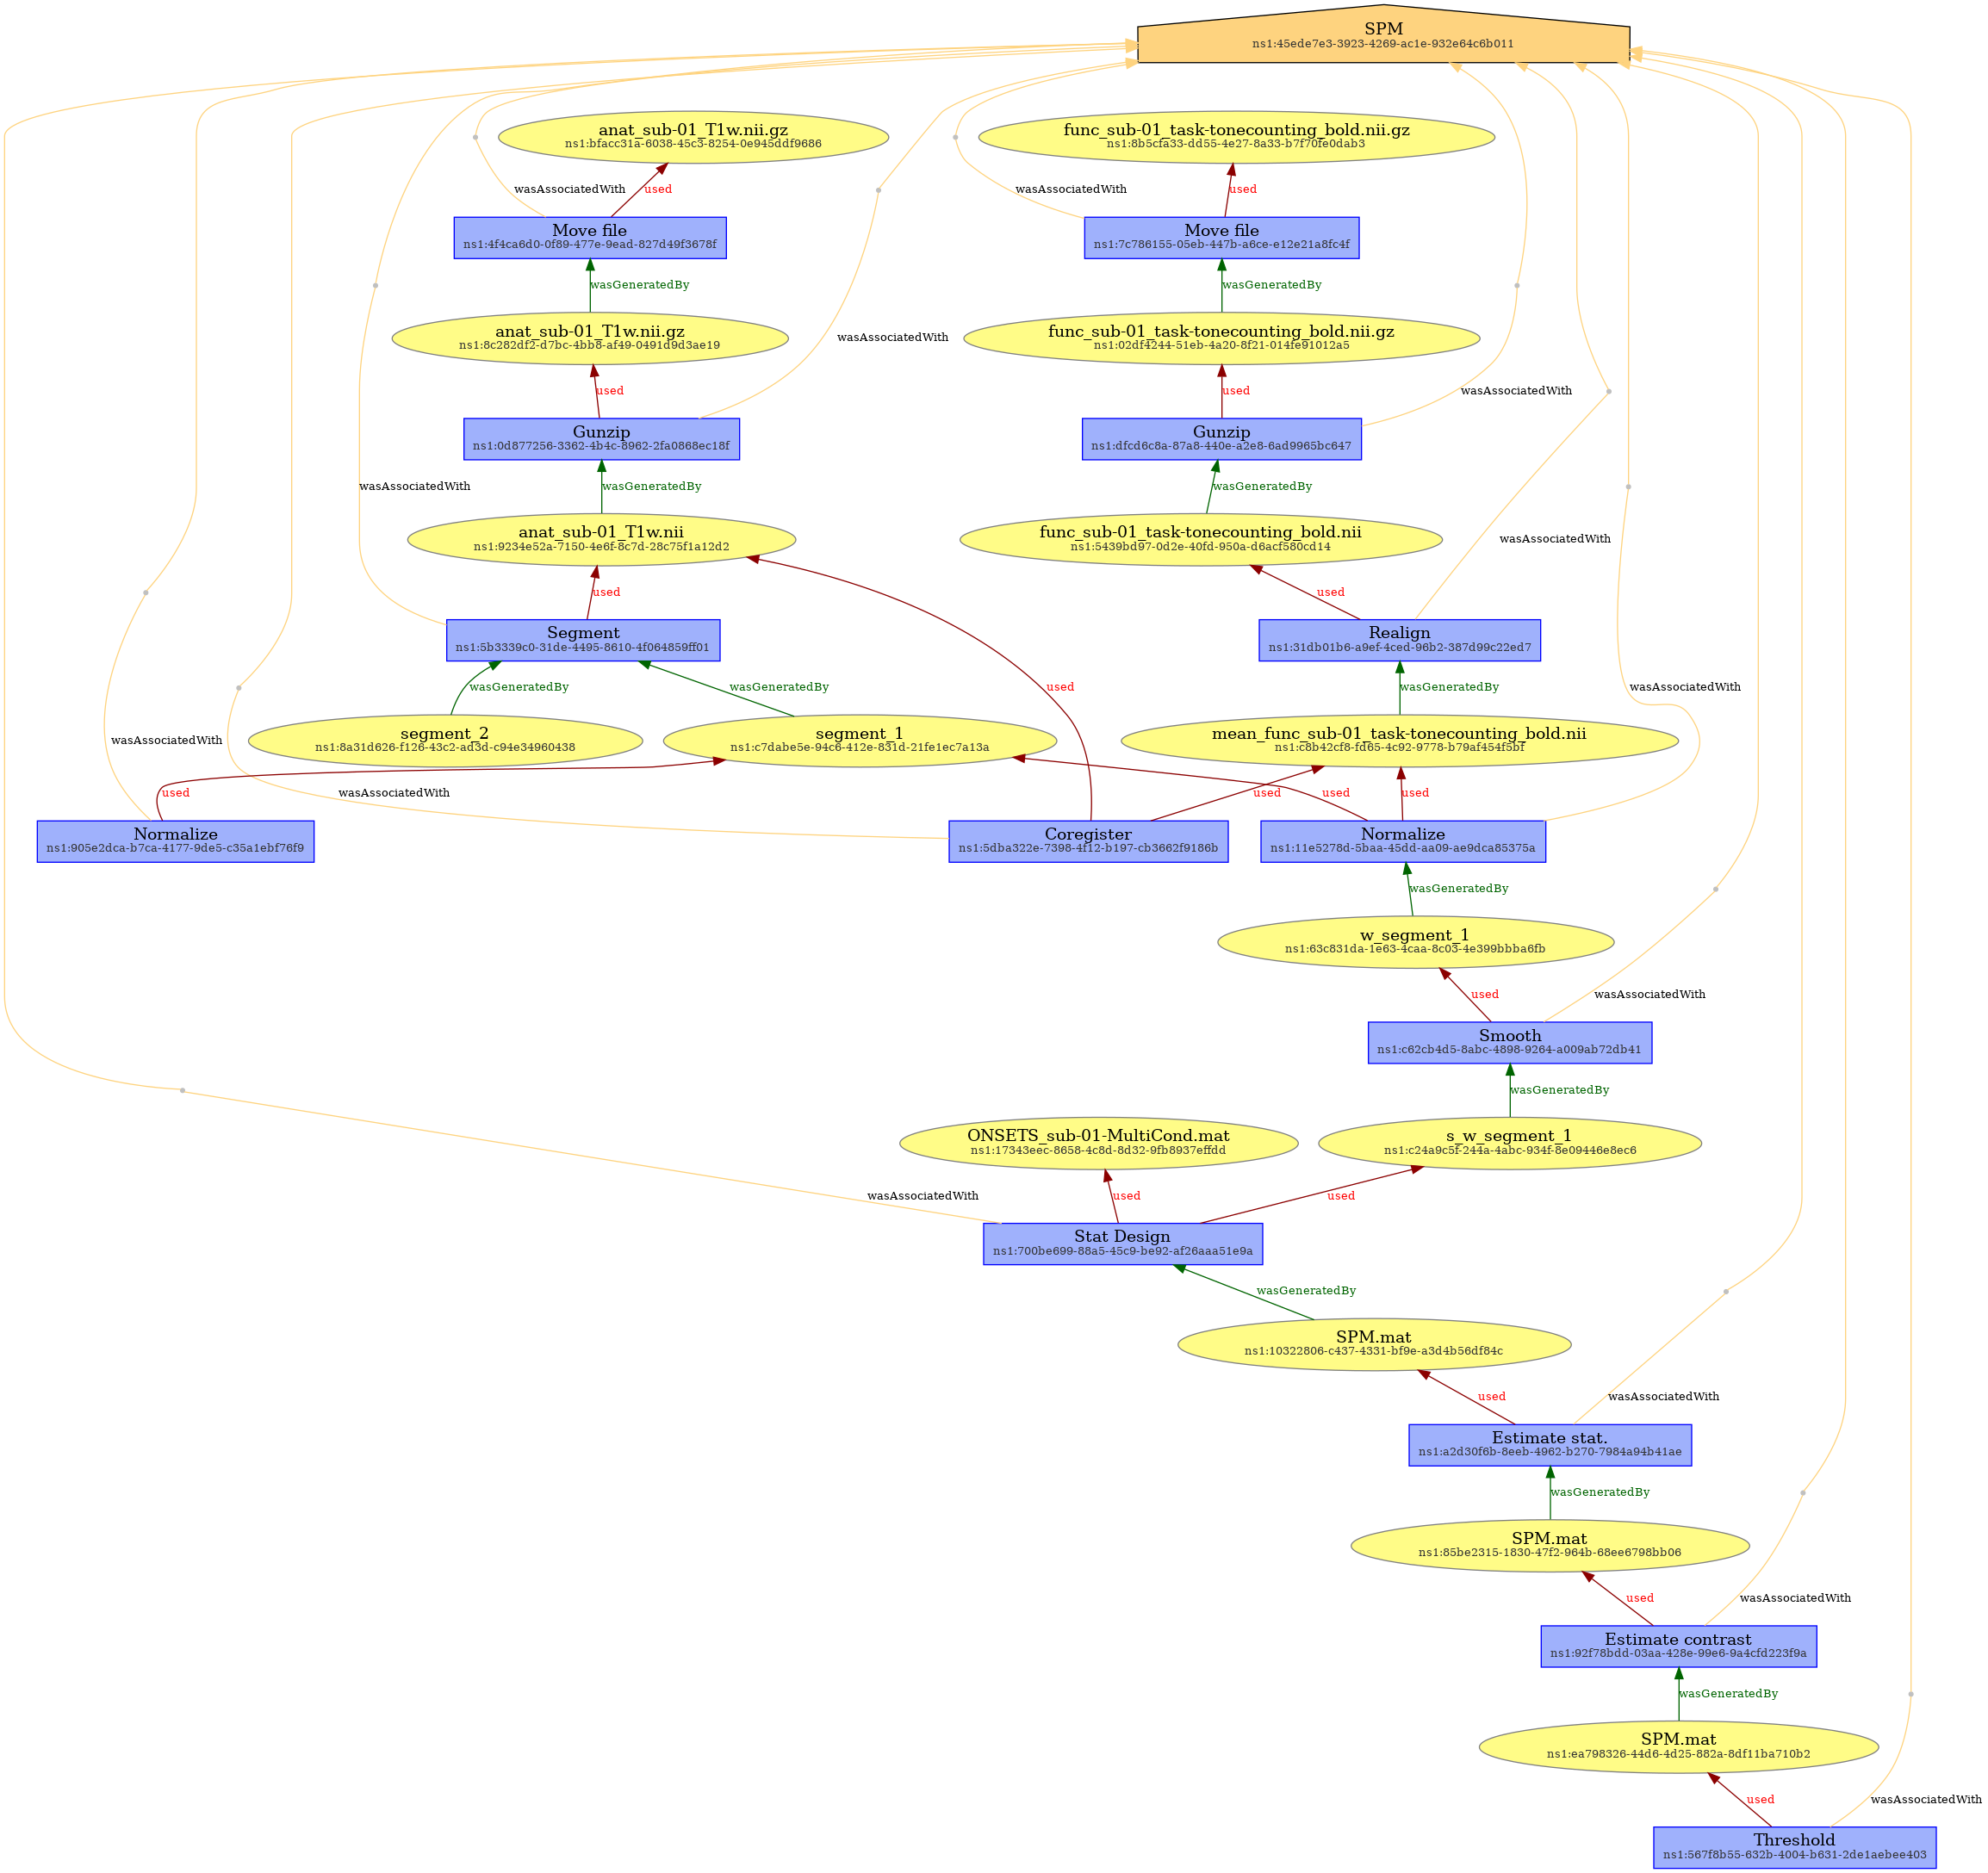 SPM
ns1:45ede7e3-3923-4269-ac1e-932e64c6b011
anat_sub-01_T1w.nii.gz
ns1:bfacc31a-6038-45c3-8254-0e945ddf9686
func_sub-01_task-tonecounting_bold.nii.gz
ns1:8b5cfa33-dd55-4e27-8a33-b7f70fe0dab3
wasAssociatedWith
used
wasAssociatedWith
used
Move file
ns1:4f4ca6d0-0f89-477e-9ead-827d49f3678f
Move file
ns1:7c786155-05eb-447b-a6ce-e12e21a8fc4f
wasGeneratedBy
wasGeneratedBy
anat_sub-01_T1w.nii.gz
ns1:8c282df2-d7bc-4bb8-af49-0491d9d3ae19
wasAssociatedWith
func_sub-01_task-tonecounting_bold.nii.gz
ns1:02df4244-51eb-4a20-8f21-014fe91012a5
used
used
wasAssociatedWith
Gunzip
ns1:0d877256-3362-4b4c-8962-2fa0868ec18f
Gunzip
ns1:dfcd6c8a-87a8-440e-a2e8-6ad9965bc647
wasAssociatedWith
wasGeneratedBy
wasGeneratedBy
anat_sub-01_T1w.nii
ns1:9234e52a-7150-4e6f-8c7d-28c75f1a12d2
func_sub-01_task-tonecounting_bold.nii
ns1:5439bd97-0d2e-40fd-950a-d6acf580cd14
wasAssociatedWith
used
used
Segment
ns1:5b3339c0-31de-4495-8610-4f064859ff01
Realign
ns1:31db01b6-a9ef-4ced-96b2-387d99c22ed7
wasGeneratedBy
wasGeneratedBy
used
wasGeneratedBy
wasAssociatedWith
wasAssociatedWith
segment_2
ns1:8a31d626-f126-43c2-ad3d-c94e34960438
segment_1
ns1:c7dabe5e-94c6-412e-831d-21fe1ec7a13a
mean_func_sub-01_task-tonecounting_bold.nii
ns1:c8b42cf8-fd65-4c92-9778-b79af454f5bf
used
wasAssociatedWith
used
used
used
Normalize
ns1:905e2dca-b7ca-4177-9de5-c35a1ebf76f9
Coregister
ns1:5dba322e-7398-4f12-b197-cb3662f9186b
Normalize
ns1:11e5278d-5baa-45dd-aa09-ae9dca85375a
wasGeneratedBy
w_segment_1
ns1:63c831da-1e63-4caa-8c03-4e399bbba6fb
used
wasAssociatedWith
Smooth
ns1:c62cb4d5-8abc-4898-9264-a009ab72db41
wasGeneratedBy
ONSETS_sub-01-MultiCond.mat
ns1:17343eec-8658-4c8d-8d32-9fb8937effdd
s_w_segment_1
ns1:c24a9c5f-244a-4abc-934f-8e09446e8ec6
wasAssociatedWith
used
used
Stat Design
ns1:700be699-88a5-45c9-be92-af26aaa51e9a
wasGeneratedBy
SPM.mat
ns1:10322806-c437-4331-bf9e-a3d4b56df84c
used
wasAssociatedWith
Estimate stat.
ns1:a2d30f6b-8eeb-4962-b270-7984a94b41ae
wasGeneratedBy
SPM.mat
ns1:85be2315-1830-47f2-964b-68ee6798bb06
used
wasAssociatedWith
Estimate contrast
ns1:92f78bdd-03aa-428e-99e6-9a4cfd223f9a
wasGeneratedBy
SPM.mat
ns1:ea798326-44d6-4d25-882a-8df11ba710b2
used
wasAssociatedWith
Threshold
ns1:567f8b55-632b-4004-b631-2de1aebee403